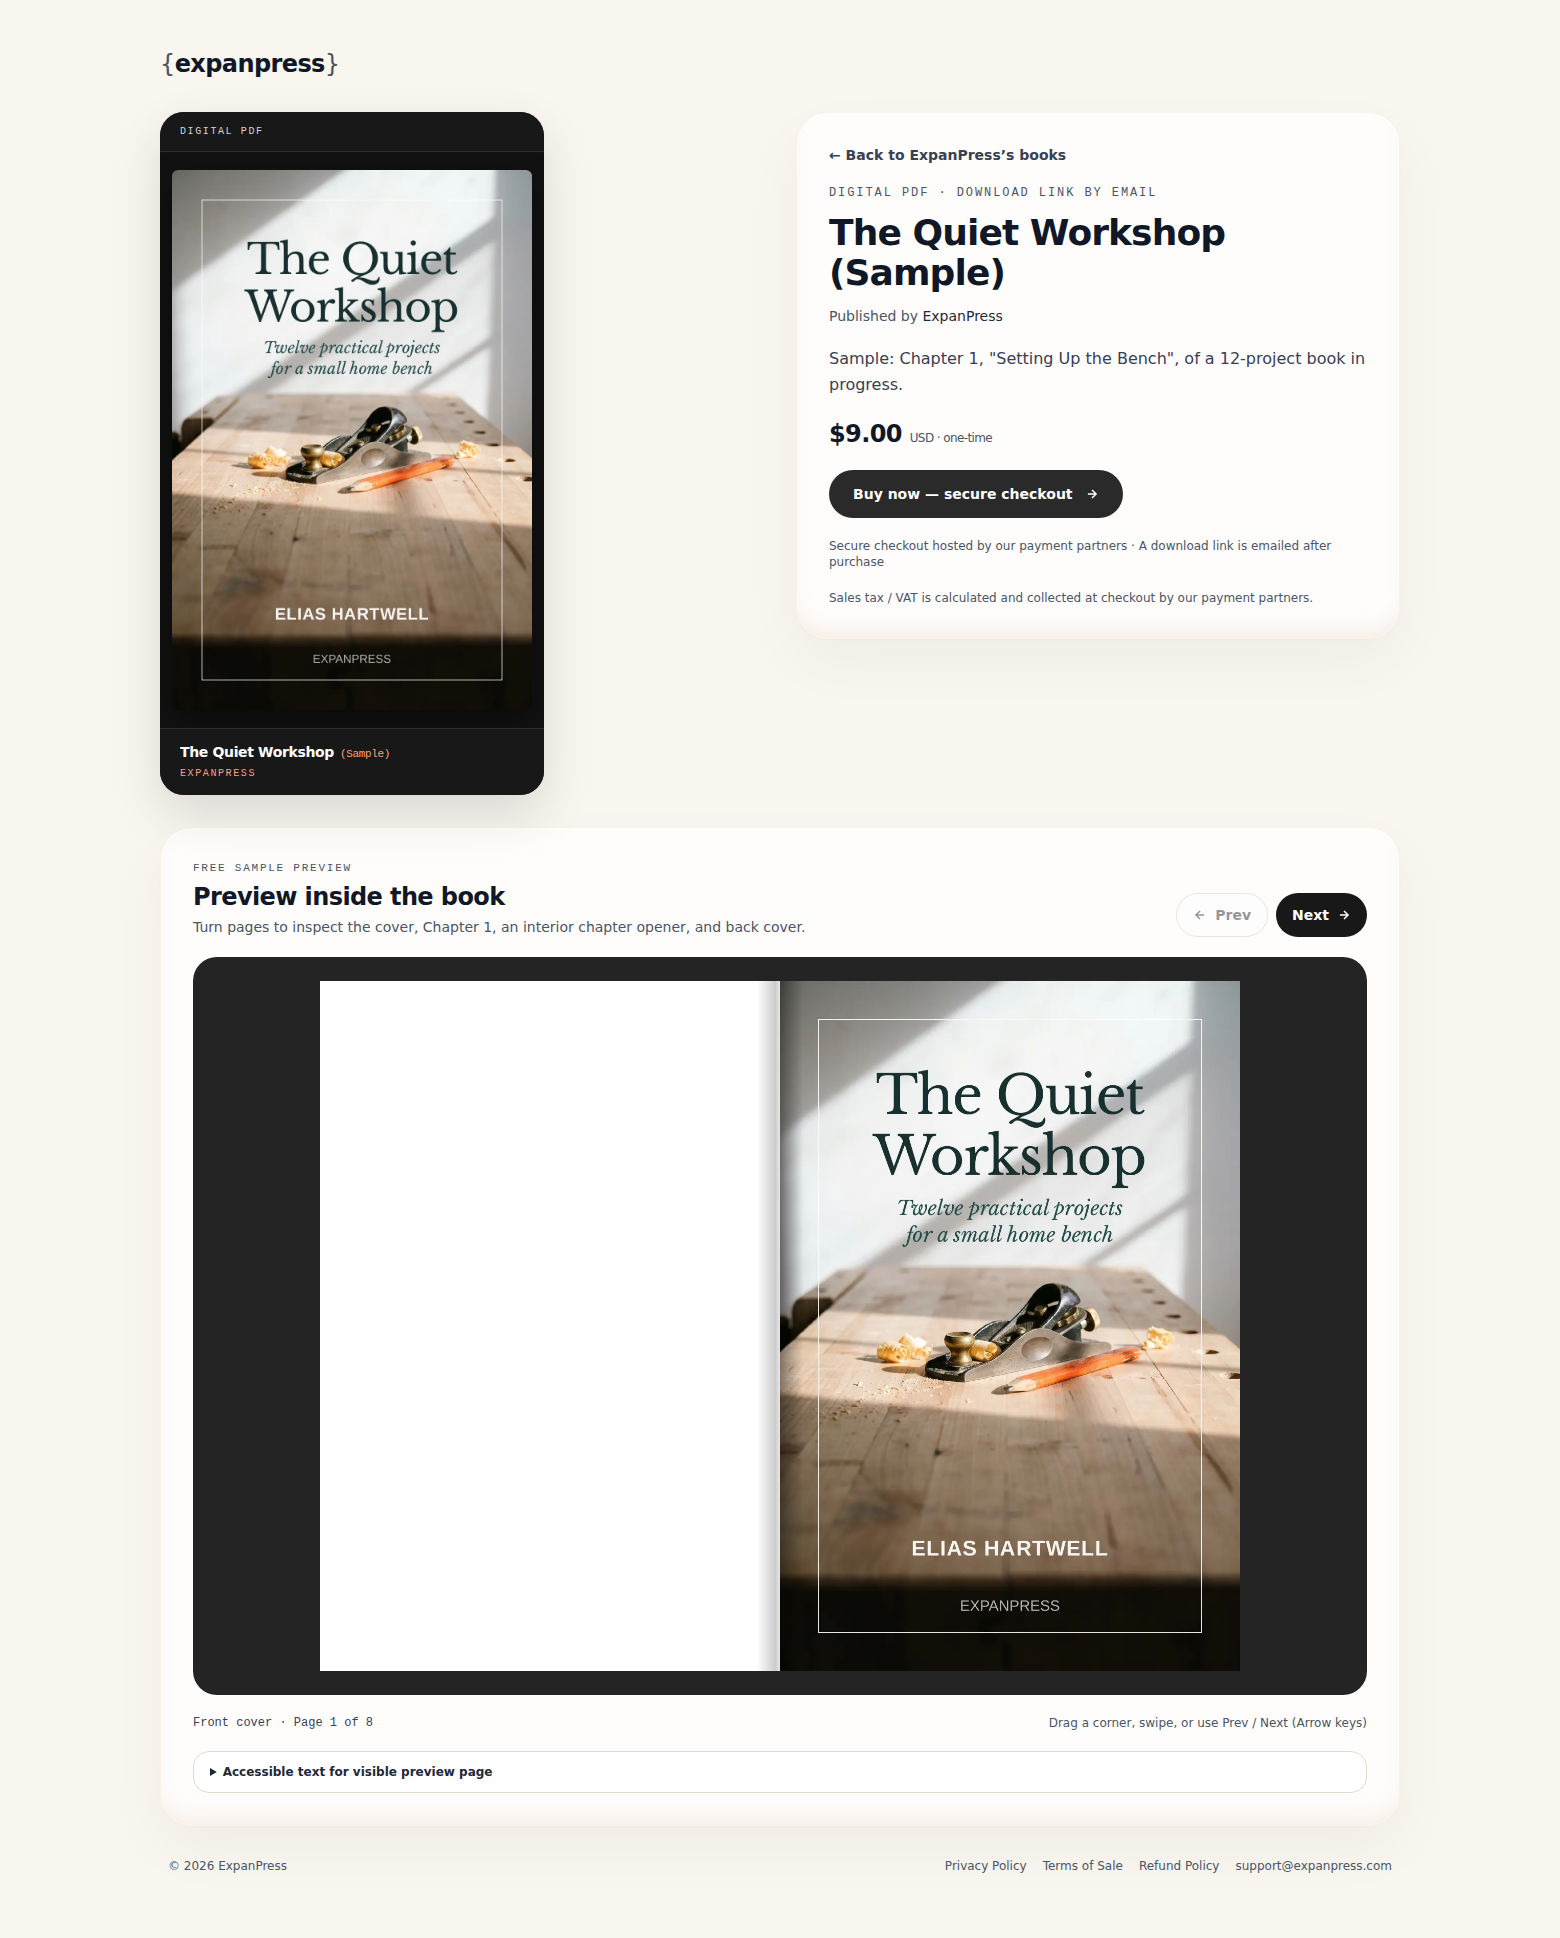 {expanpress}
DIGITAL PDF
The Quiet
Workshop
Twelve practical projects
for a small home bench
ELIAS HARTWELL
EXPANPRESS
The Quiet Workshop (Sample)
EXPANPRESS
← Back to ExpanPress’s books
DIGITAL PDF · DOWNLOAD LINK BY EMAIL
The Quiet Workshop
(Sample)
Published by ExpanPress
Sample: Chapter 1, "Setting Up the Bench", of a 12-project book in
progress.
$9.00 USD · one-time
Buy now — secure checkout →
Secure checkout hosted by our payment partners · A download link is emailed after
purchase
Sales tax / VAT is calculated and collected at checkout by our payment partners.
FREE SAMPLE PREVIEW
Preview inside the book
Turn pages to inspect the cover, Chapter 1, an interior chapter opener, and back cover.
← Prev
Next →
The Quiet
Workshop
Twelve practical projects
for a small home bench
ELIAS HARTWELL
EXPANPRESS
Front cover · Page 1 of 8
Drag a corner, swipe, or use Prev / Next (Arrow keys)
▶ Accessible text for visible preview page
© 2026 ExpanPress
Privacy Policy Terms of Sale Refund Policy support@expanpress.com